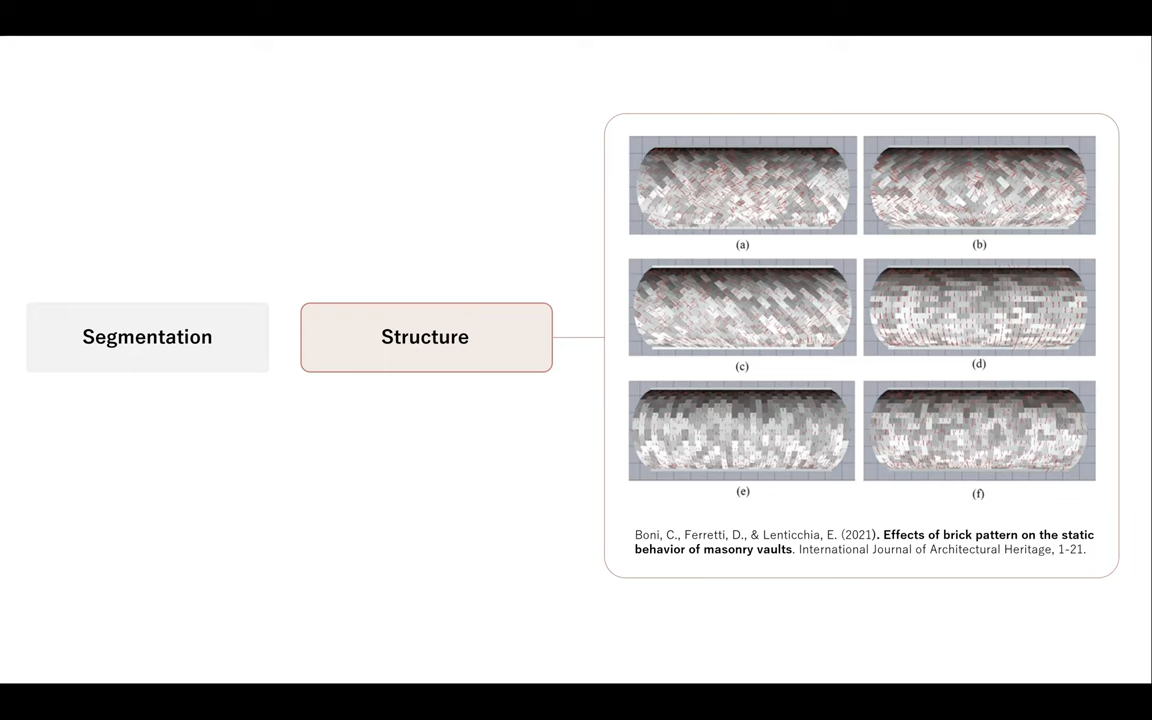 Segmentation
Structure
(a)
(b)
(c)
(d)
(e)
(f)
Boni, C., Ferretti, D., & Lenticchia, E. (2021). Effects of brick pattern on the static
behavior of masonry vaults. International Journal of Architectural Heritage, 1-21.